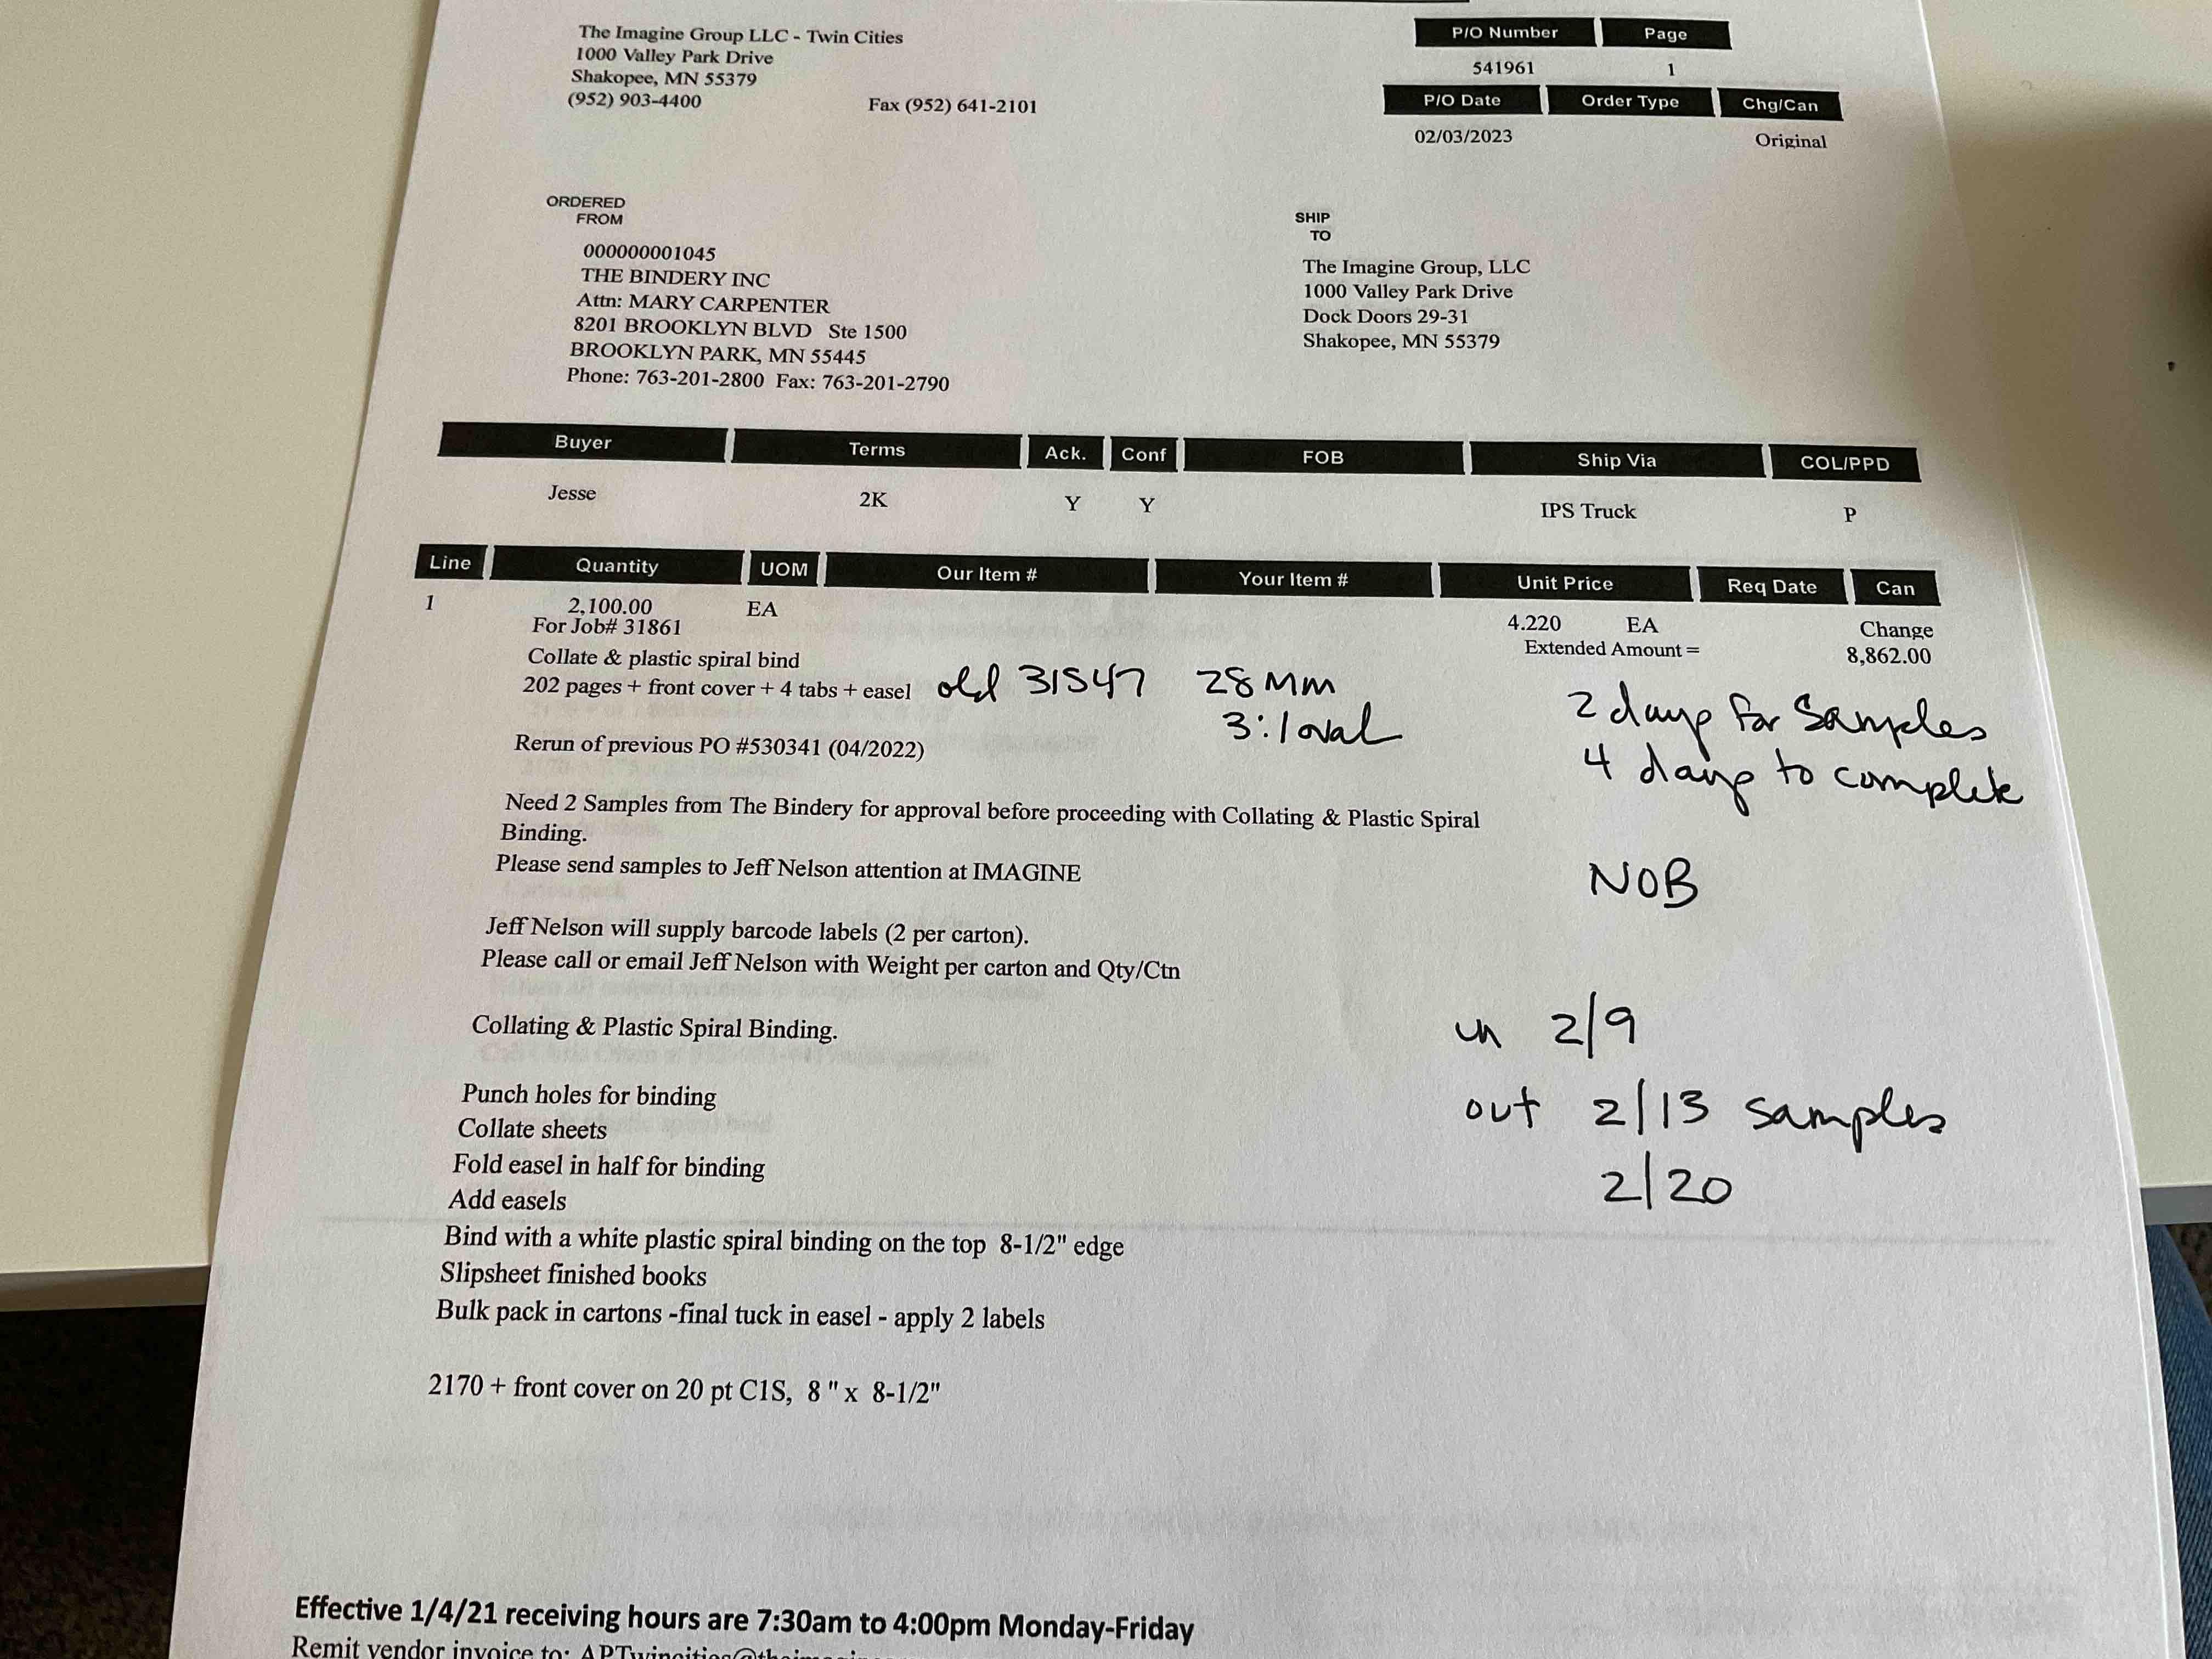 The Imagine Group LLC - Twin Cities
1000 Valley Park Drive
Shakopee, MN 55379
(952) 903-4400 Fax (952) 641-2101
P/O Number Page
541961 1
P/O Date Order Type Chg/Can
02/03/2023 Original
ORDERED
FROM
000000001045
THE BINDERY INC
Attn: MARY CARPENTER
8201 BROOKLYN BLVD Ste 1500
BROOKLYN PARK, MN 55445
Phone: 763-201-2800 Fax: 763-201-2790
SHIP
TO
The Imagine Group, LLC
1000 Valley Park Drive
Dock Doors 29-31
Shakopee, MN 55379
Buyer Terms Ack. Conf FOB Ship Via COL/PPD
Jesse 2K Y Y IPS Truck P
Line Quantity UOM Our Item # Your Item # Unit Price Req Date Can
1 2,100.00 EA 4.220 EA Change
For Job# 31861 Extended Amount = 8,862.00
Collate & plastic spiral bind
202 pages + front cover + 4 tabs + easel old 31547 28mm
3:1 oval
2 days for samples
4 days to complete
Rerun of previous PO #530341 (04/2022)
Need 2 Samples from The Bindery for approval before proceeding with Collating & Plastic Spiral
Binding.
Please send samples to Jeff Nelson attention at IMAGINE
NOB
Jeff Nelson will supply barcode labels (2 per carton).
Please call or email Jeff Nelson with Weight per carton and Qty/Ctn
Collating & Plastic Spiral Binding.
in 2/9
Punch holes for binding
out 2/13 samples
Collate sheets
Fold easel in half for binding
2/20
Add easels
Bind with a white plastic spiral binding on the top 8-1/2" edge
Slipsheet finished books
Bulk pack in cartons -final tuck in easel - apply 2 labels
2170 + front cover on 20 pt C1S, 8 " x 8-1/2"
Effective 1/4/21 receiving hours are 7:30am to 4:00pm Monday-Friday
Remit vendor invoice to: